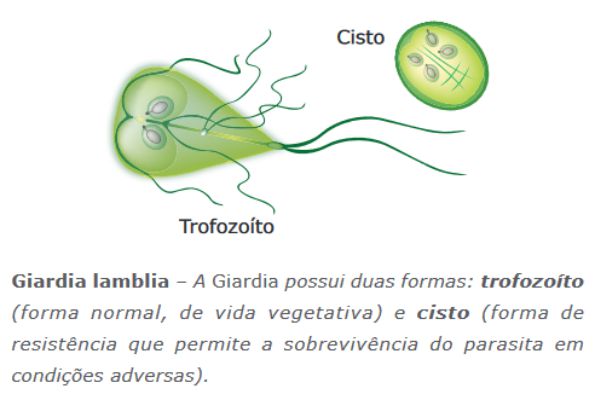 Cisto
Trofozoíto
Giardia lamblia – A Giardia possui duas formas: trofozoíto
(forma normal, de vida vegetativa) e cisto (forma de
resistência que permite a sobrevivência do parasita em
condições adversas).